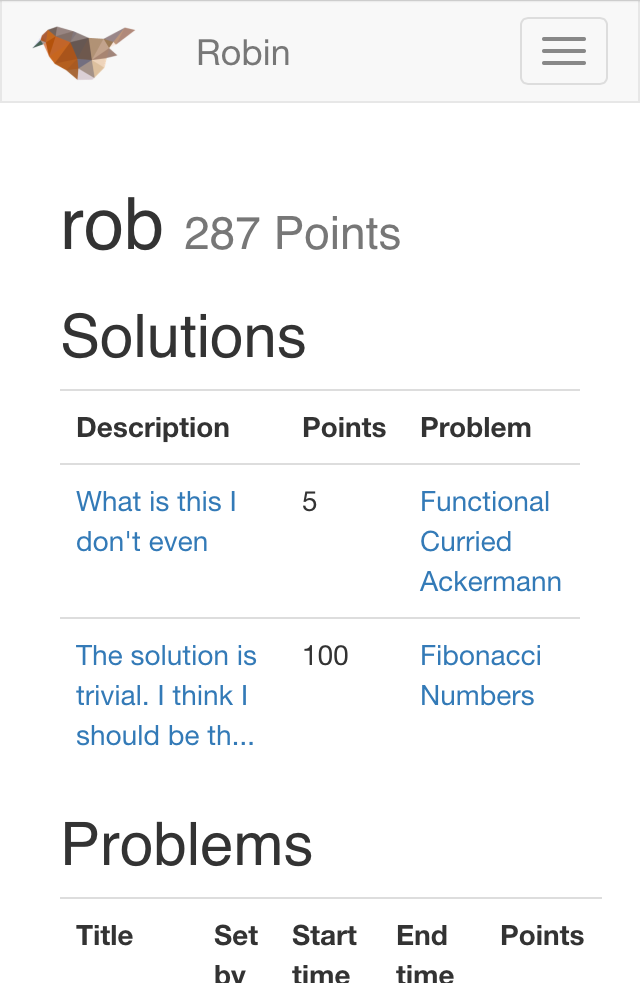 Robin
rob 287 Points
Solutions
Description Points Problem
What is this I 5 Functional
don't even Curried
Ackermann
The solution is 100 Fibonacci
trivial. I think I Numbers
should be th...
Problems
Title Set Start End Points
by time time